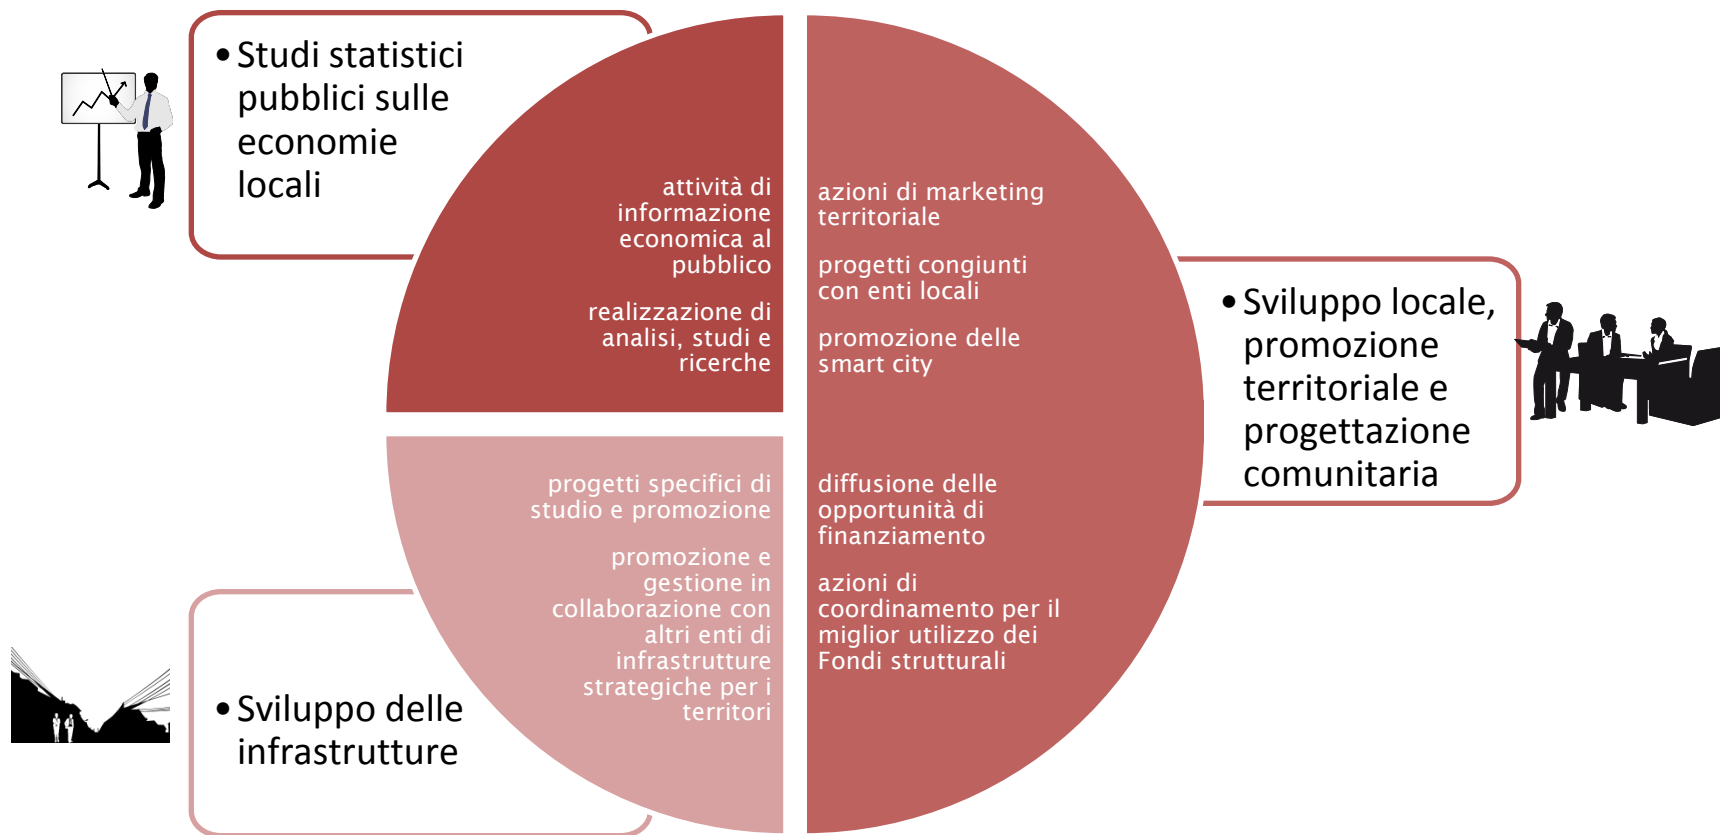 •Studi statistici
pubblici sulle
economie
locali
attività di
informazione
economica al
pubblico
realizzazione di
analisi, studi e
ricerche
azioni di marketing
territoriale
progetti congiunti
con enti locali
promozione delle
smart city
diffusione delle
opportunità di
finanziamento
azioni di
coordinamento per il
miglior utilizzo dei
Fondi strutturali
•Sviluppo locale,
promozione
territoriale e
progettazione
comunitaria
progetti specifici di
studio e promozione
promozione e
gestione in
collaborazione con
altri enti di
infrastrutture
strategiche per i
territori
•Sviluppo delle
infrastrutture